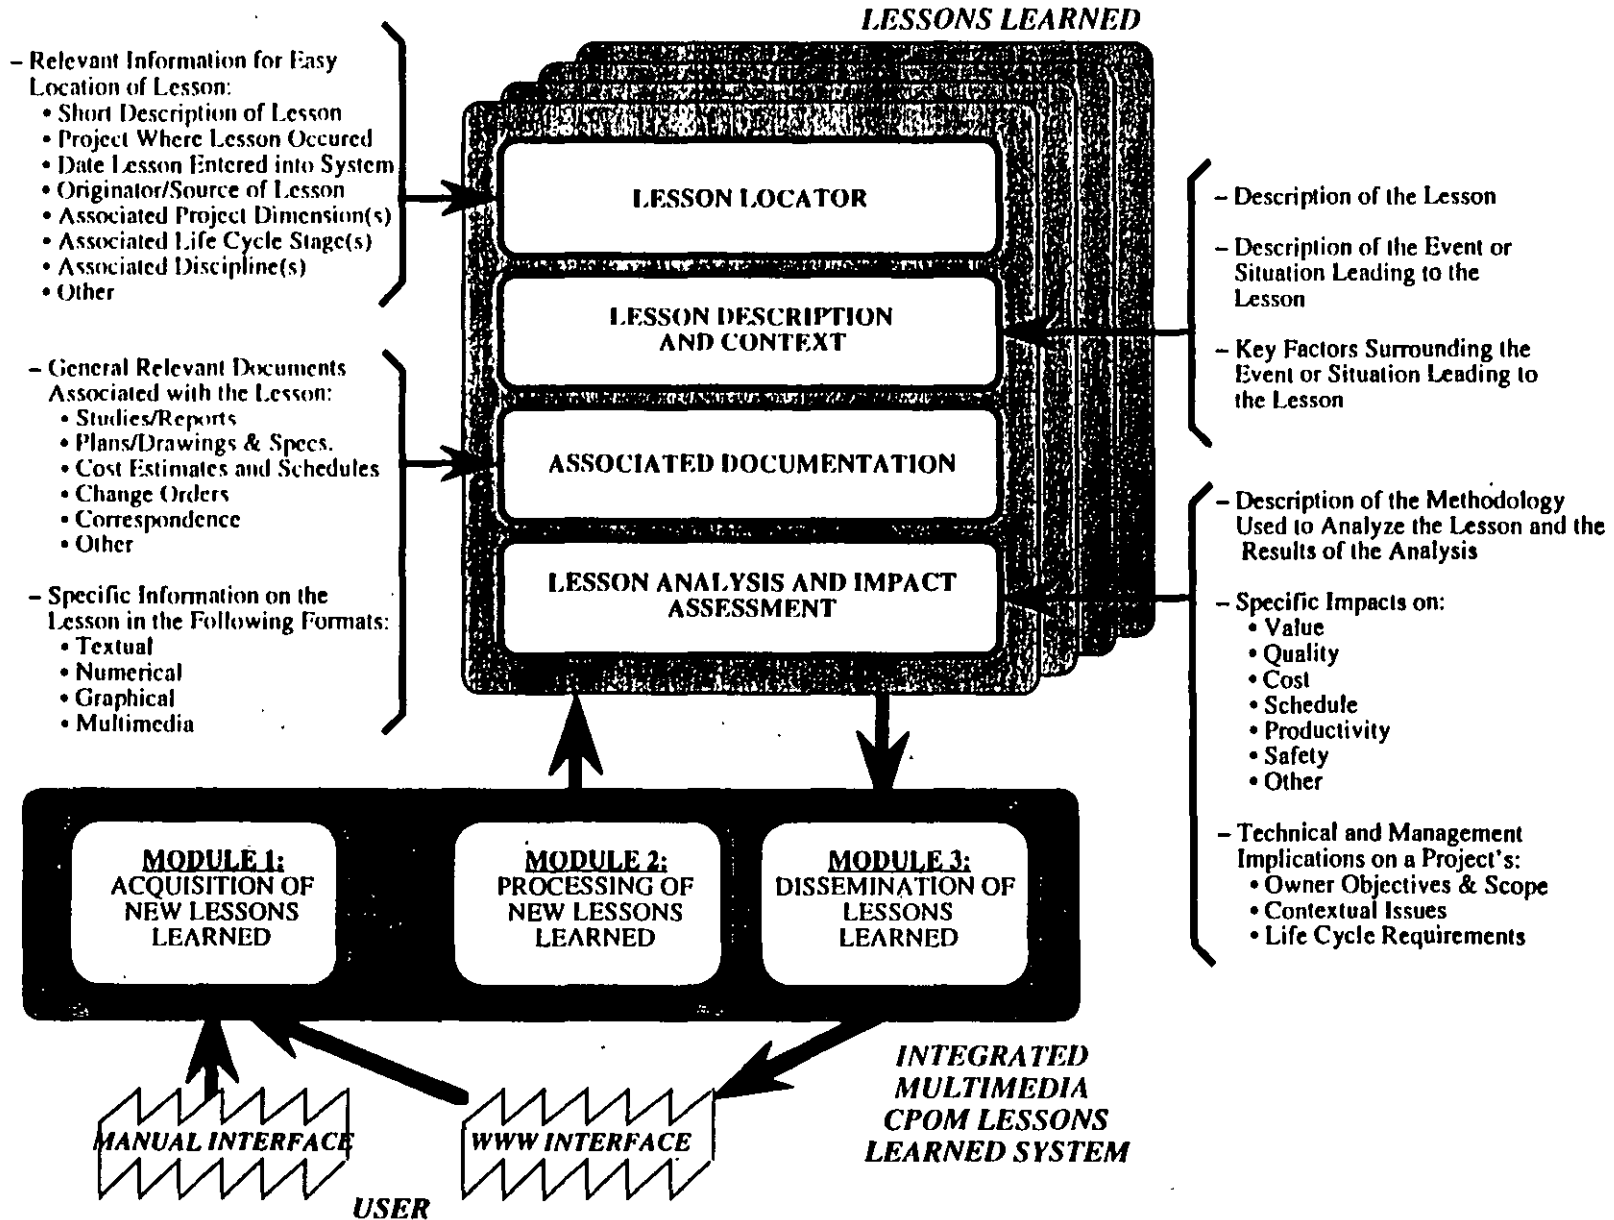 LESSONS LEARNED
– Relevant Information for Easy
Location of Lesson:
• Short Description of Lesson
• Project Where Lesson Occured
• Date Lesson Entered into System
• Originator/Source of Lesson
• Associated Project Dimension(s)
• Associated Life Cycle Stage(s)
• Associated Discipline(s)
• Other
– General Relevant Documents
Associated with the Lesson:
• Studies/Reports
• Plans/Drawings & Specs.
• Cost Estimates and Schedules
• Change Orders
• Correspondence
• Other
– Specific Information on the
Lesson in the Following Formats:
• Textual
• Numerical
• Graphical
• Multimedia
LESSON LOCATOR
LESSON DESCRIPTION
AND CONTEXT
ASSOCIATED DOCUMENTATION
LESSON ANALYSIS AND IMPACT
ASSESSMENT
– Description of the Lesson
– Description of the Event or
Situation Leading to the
Lesson
– Key Factors Surrounding the
Event or Situation Leading to
the Lesson
– Description of the Methodology
Used to Analyze the Lesson and the
Results of the Analysis
– Specific Impacts on:
• Value
• Quality
• Cost
• Schedule
• Productivity
• Safety
• Other
– Technical and Management
Implications on a Project's:
• Owner Objectives & Scope
• Contextual Issues
• Life Cycle Requirements
MODULE 1:
ACQUISITION OF
NEW LESSONS
LEARNED
MODULE 2:
PROCESSING OF
NEW LESSONS
LEARNED
MODULE 3:
DISSEMINATION OF
LESSONS
LEARNED
INTEGRATED
MULTIMEDIA
CPOM LESSONS
LEARNED SYSTEM
MANUAL INTERFACE
WWW INTERFACE
USER